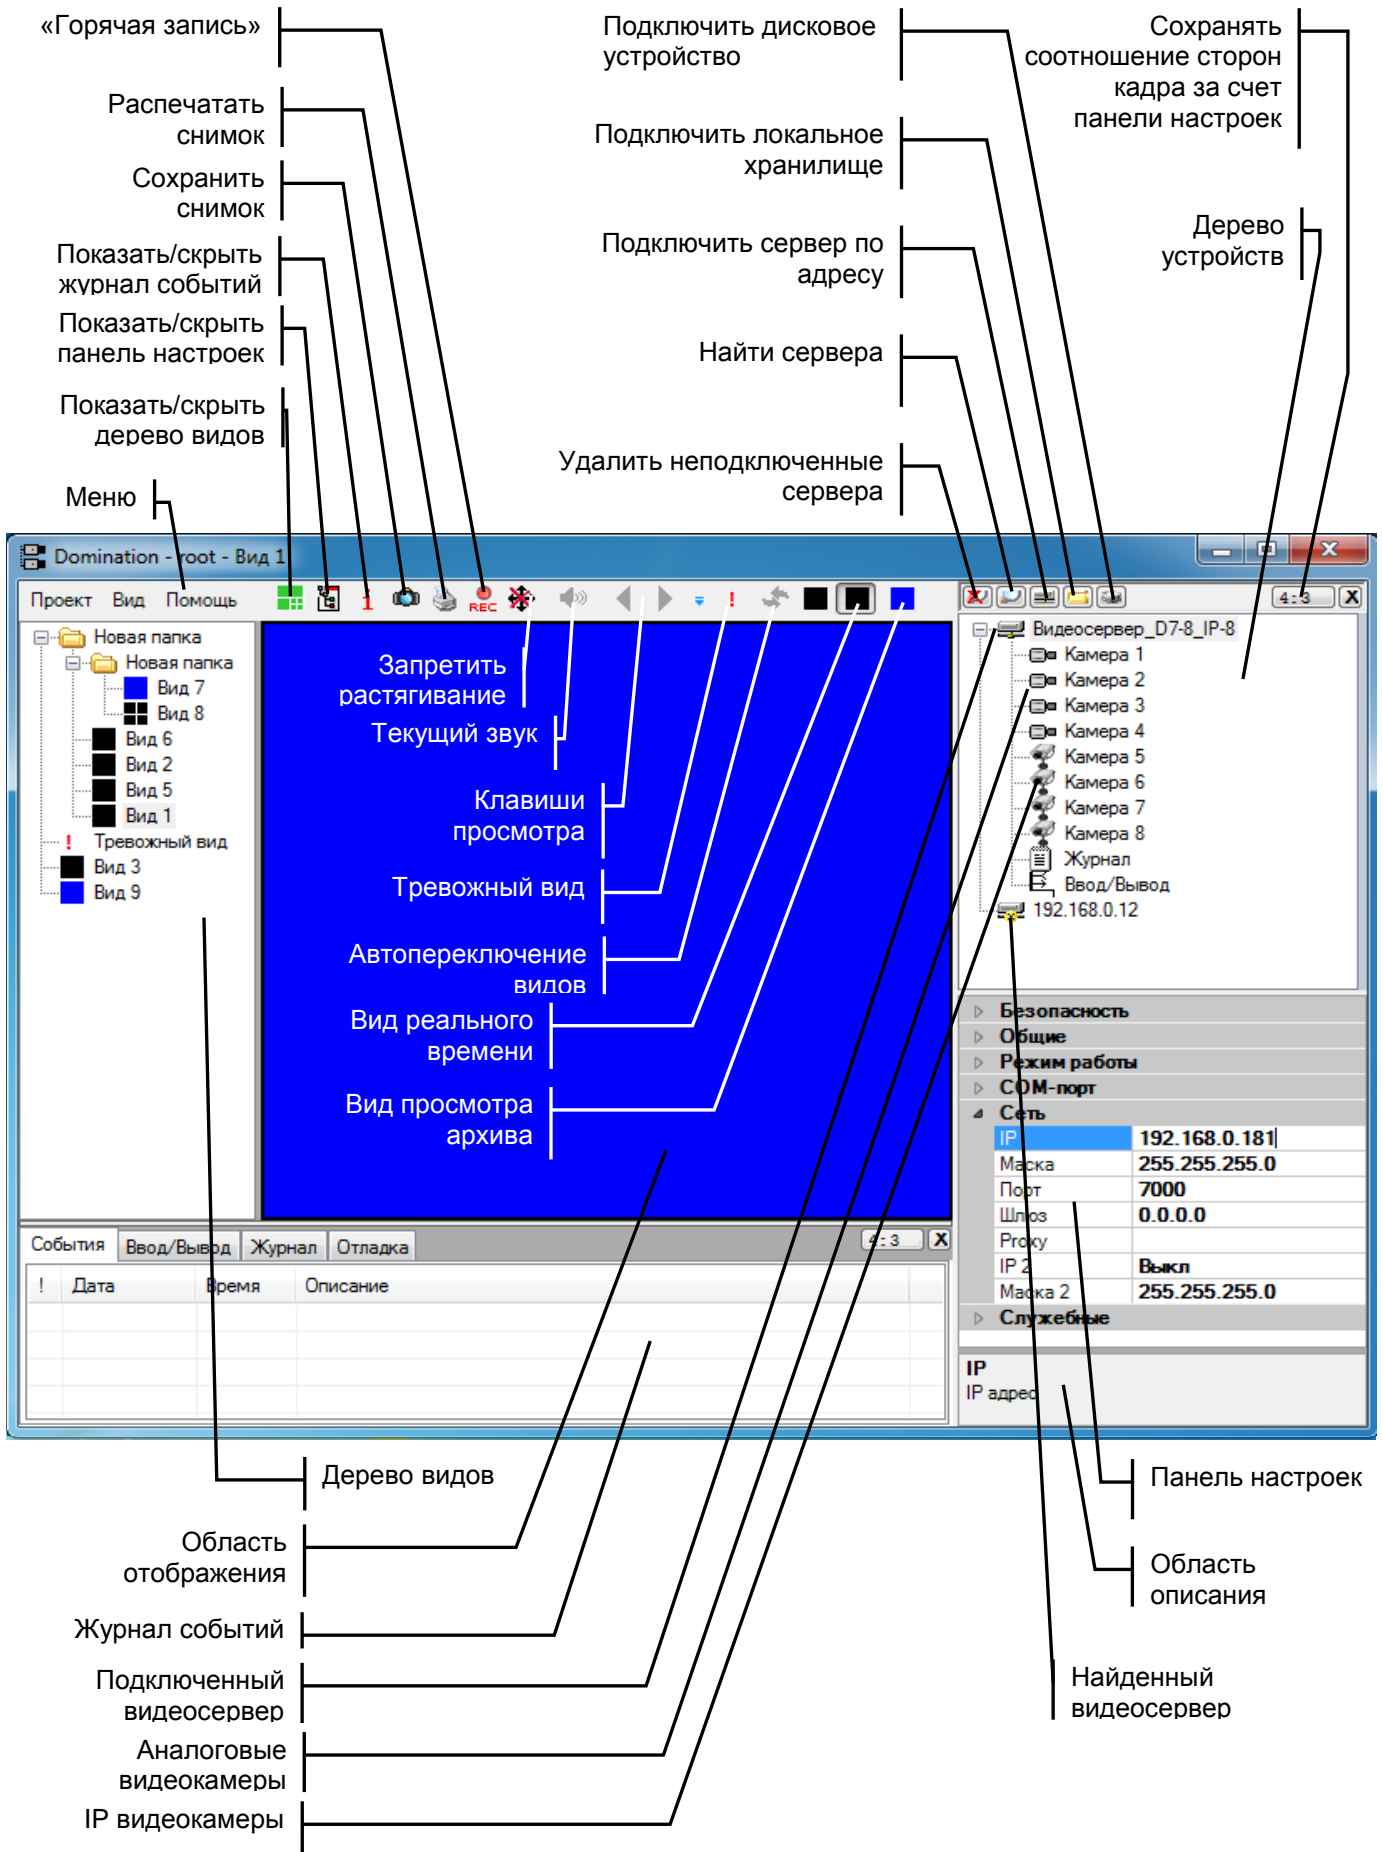 «Горячая запись»
Распечатать
снимок
Сохранить
снимок
Показать/скрыть
журнал событий
Показать/скрыть
панель настроек
Показать/скрыть
дерево видов
Меню
Подключить дисковое
устройство
Подключить локальное
хранилище
Подключить сервер по
адресу
Найти сервера
Удалить неподключенные
сервера
Сохранять
соотношение сторон
кадра за счет
панели настроек
Дерево
устройств
Domination - root - Вид 1
Проект Вид Помощь
1
REC
!
4:3 X
Новая папка
Новая папка
Вид 7
Вид 8
Вид 6
Вид 2
Вид 5
Вид 1
! Тревожный вид
Вид 3
Вид 9
Запретить
растягивание
Текущий звук
Клавиши
просмотра
Тревожный вид
Автопереключение
видов
Вид реального
времени
Вид просмотра
архива
Видеосервер_D7-8_IP-8
Камера 1
Камера 2
Камера 3
Камера 4
Камера 5
Камера 6
Камера 7
Камера 8
Журнал
Ввод/Вывод
192.168.0.12
Безопасность
Общие
Режим работы
COM-порт
Сеть
IP 192.168.0.181
Маска 255.255.255.0
Порт 7000
Шлюз 0.0.0.0
Proxy
IP 2 Выкл
Маска 2 255.255.255.0
Служебные
IP
IP адрес
События Ввод/Вывод Журнал Отладка 4:3 X
! Дата Время Описание
Дерево видов
Область
отображения
Журнал событий
Подключенный
видеосервер
Аналоговые
видеокамеры
IP видеокамеры
Панель настроек
Область
описания
Найденный
видеосервер